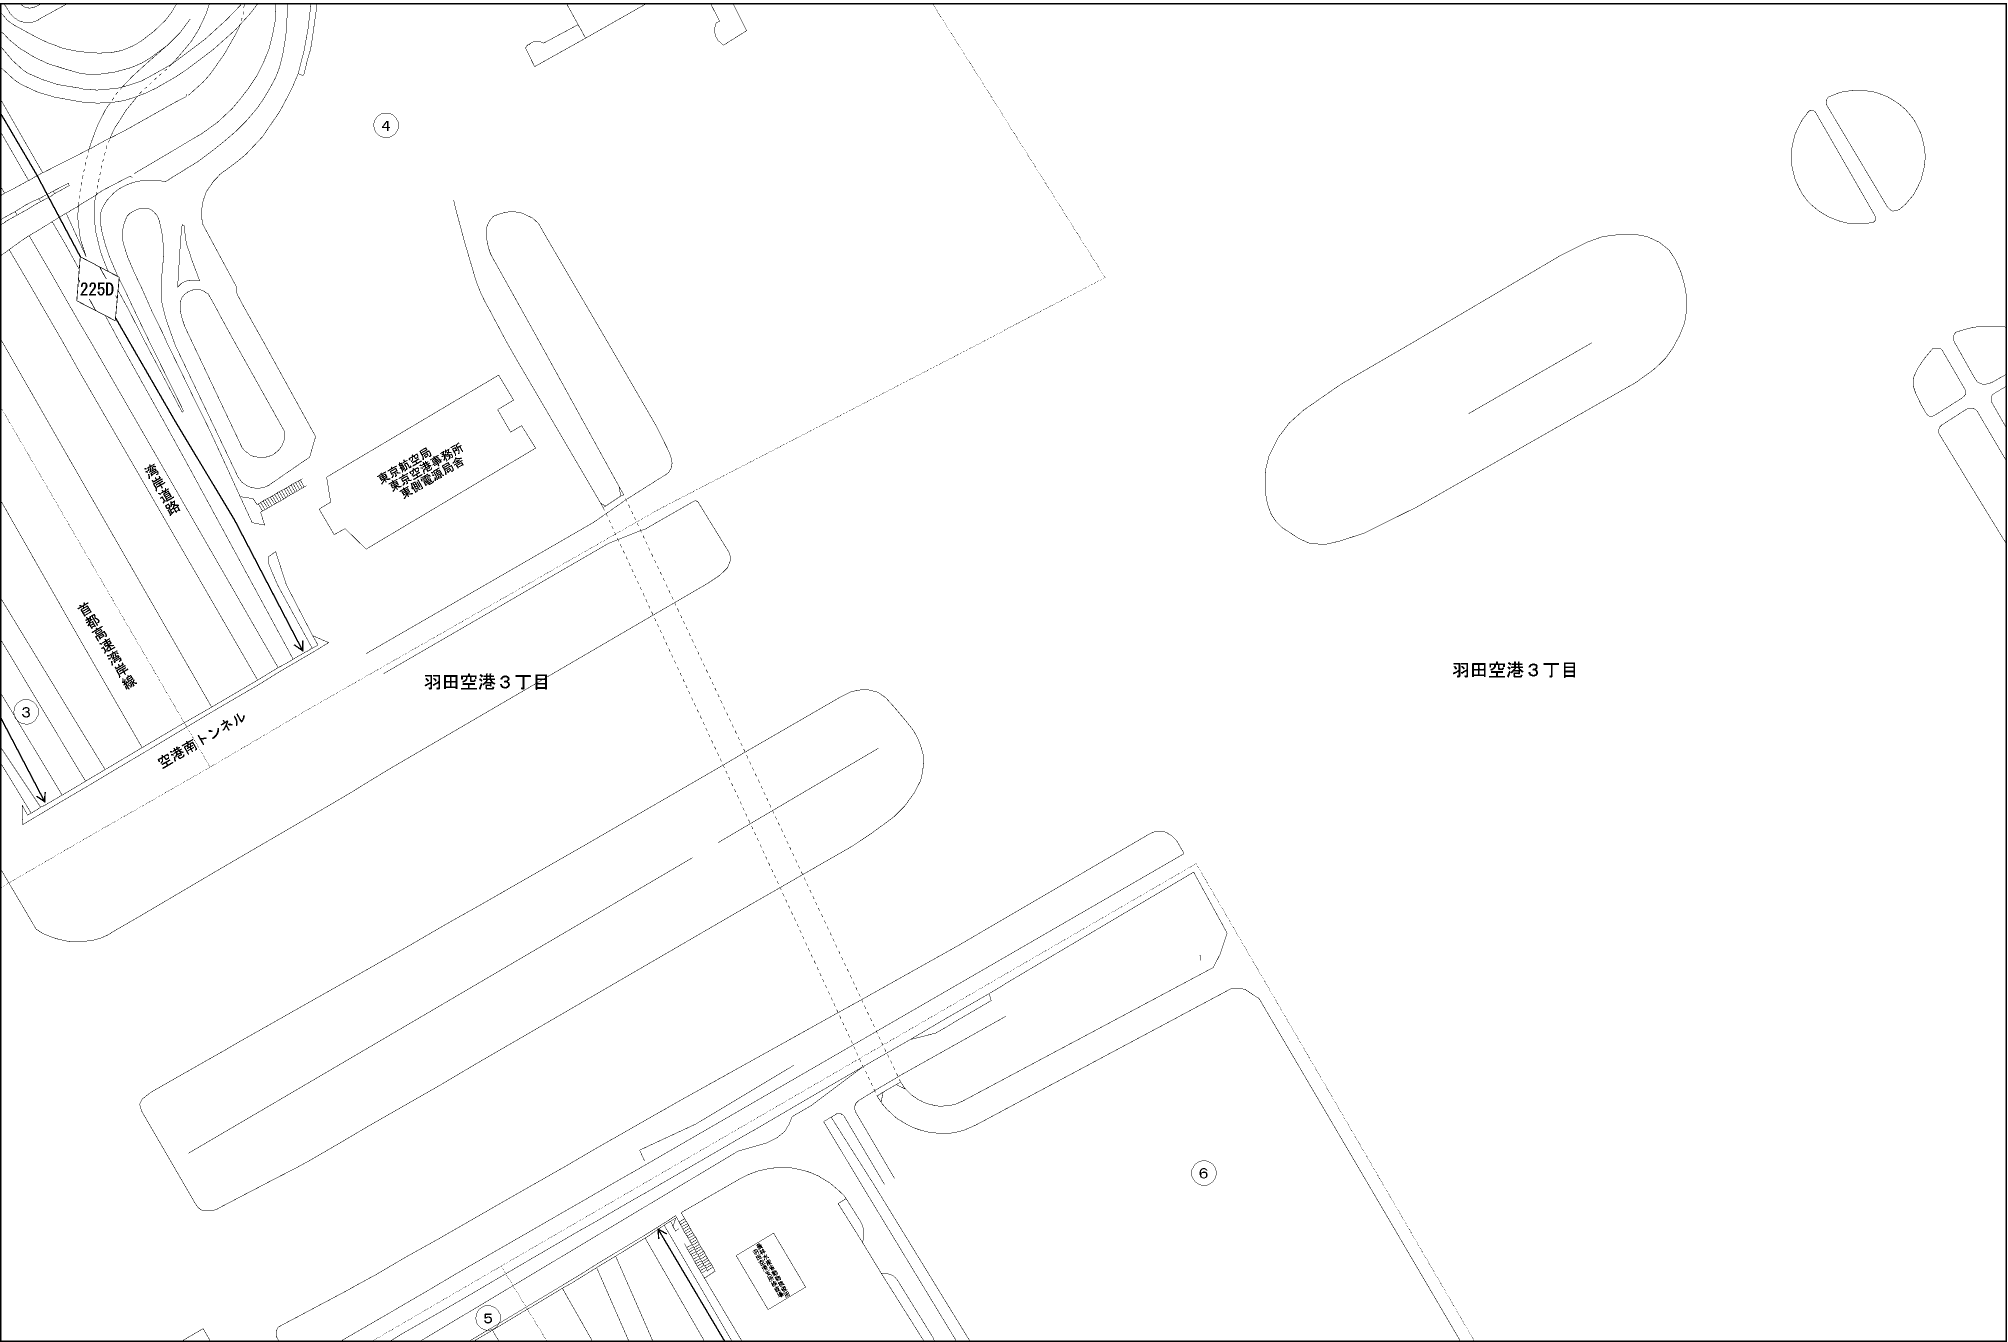 ④
225D
東京航空局
東京空港事務所
東側電源局舎
湾岸道路
首都高速湾岸線
③
空港南トンネル
羽田空港3丁目
羽田空港3丁目
⑥
⑤